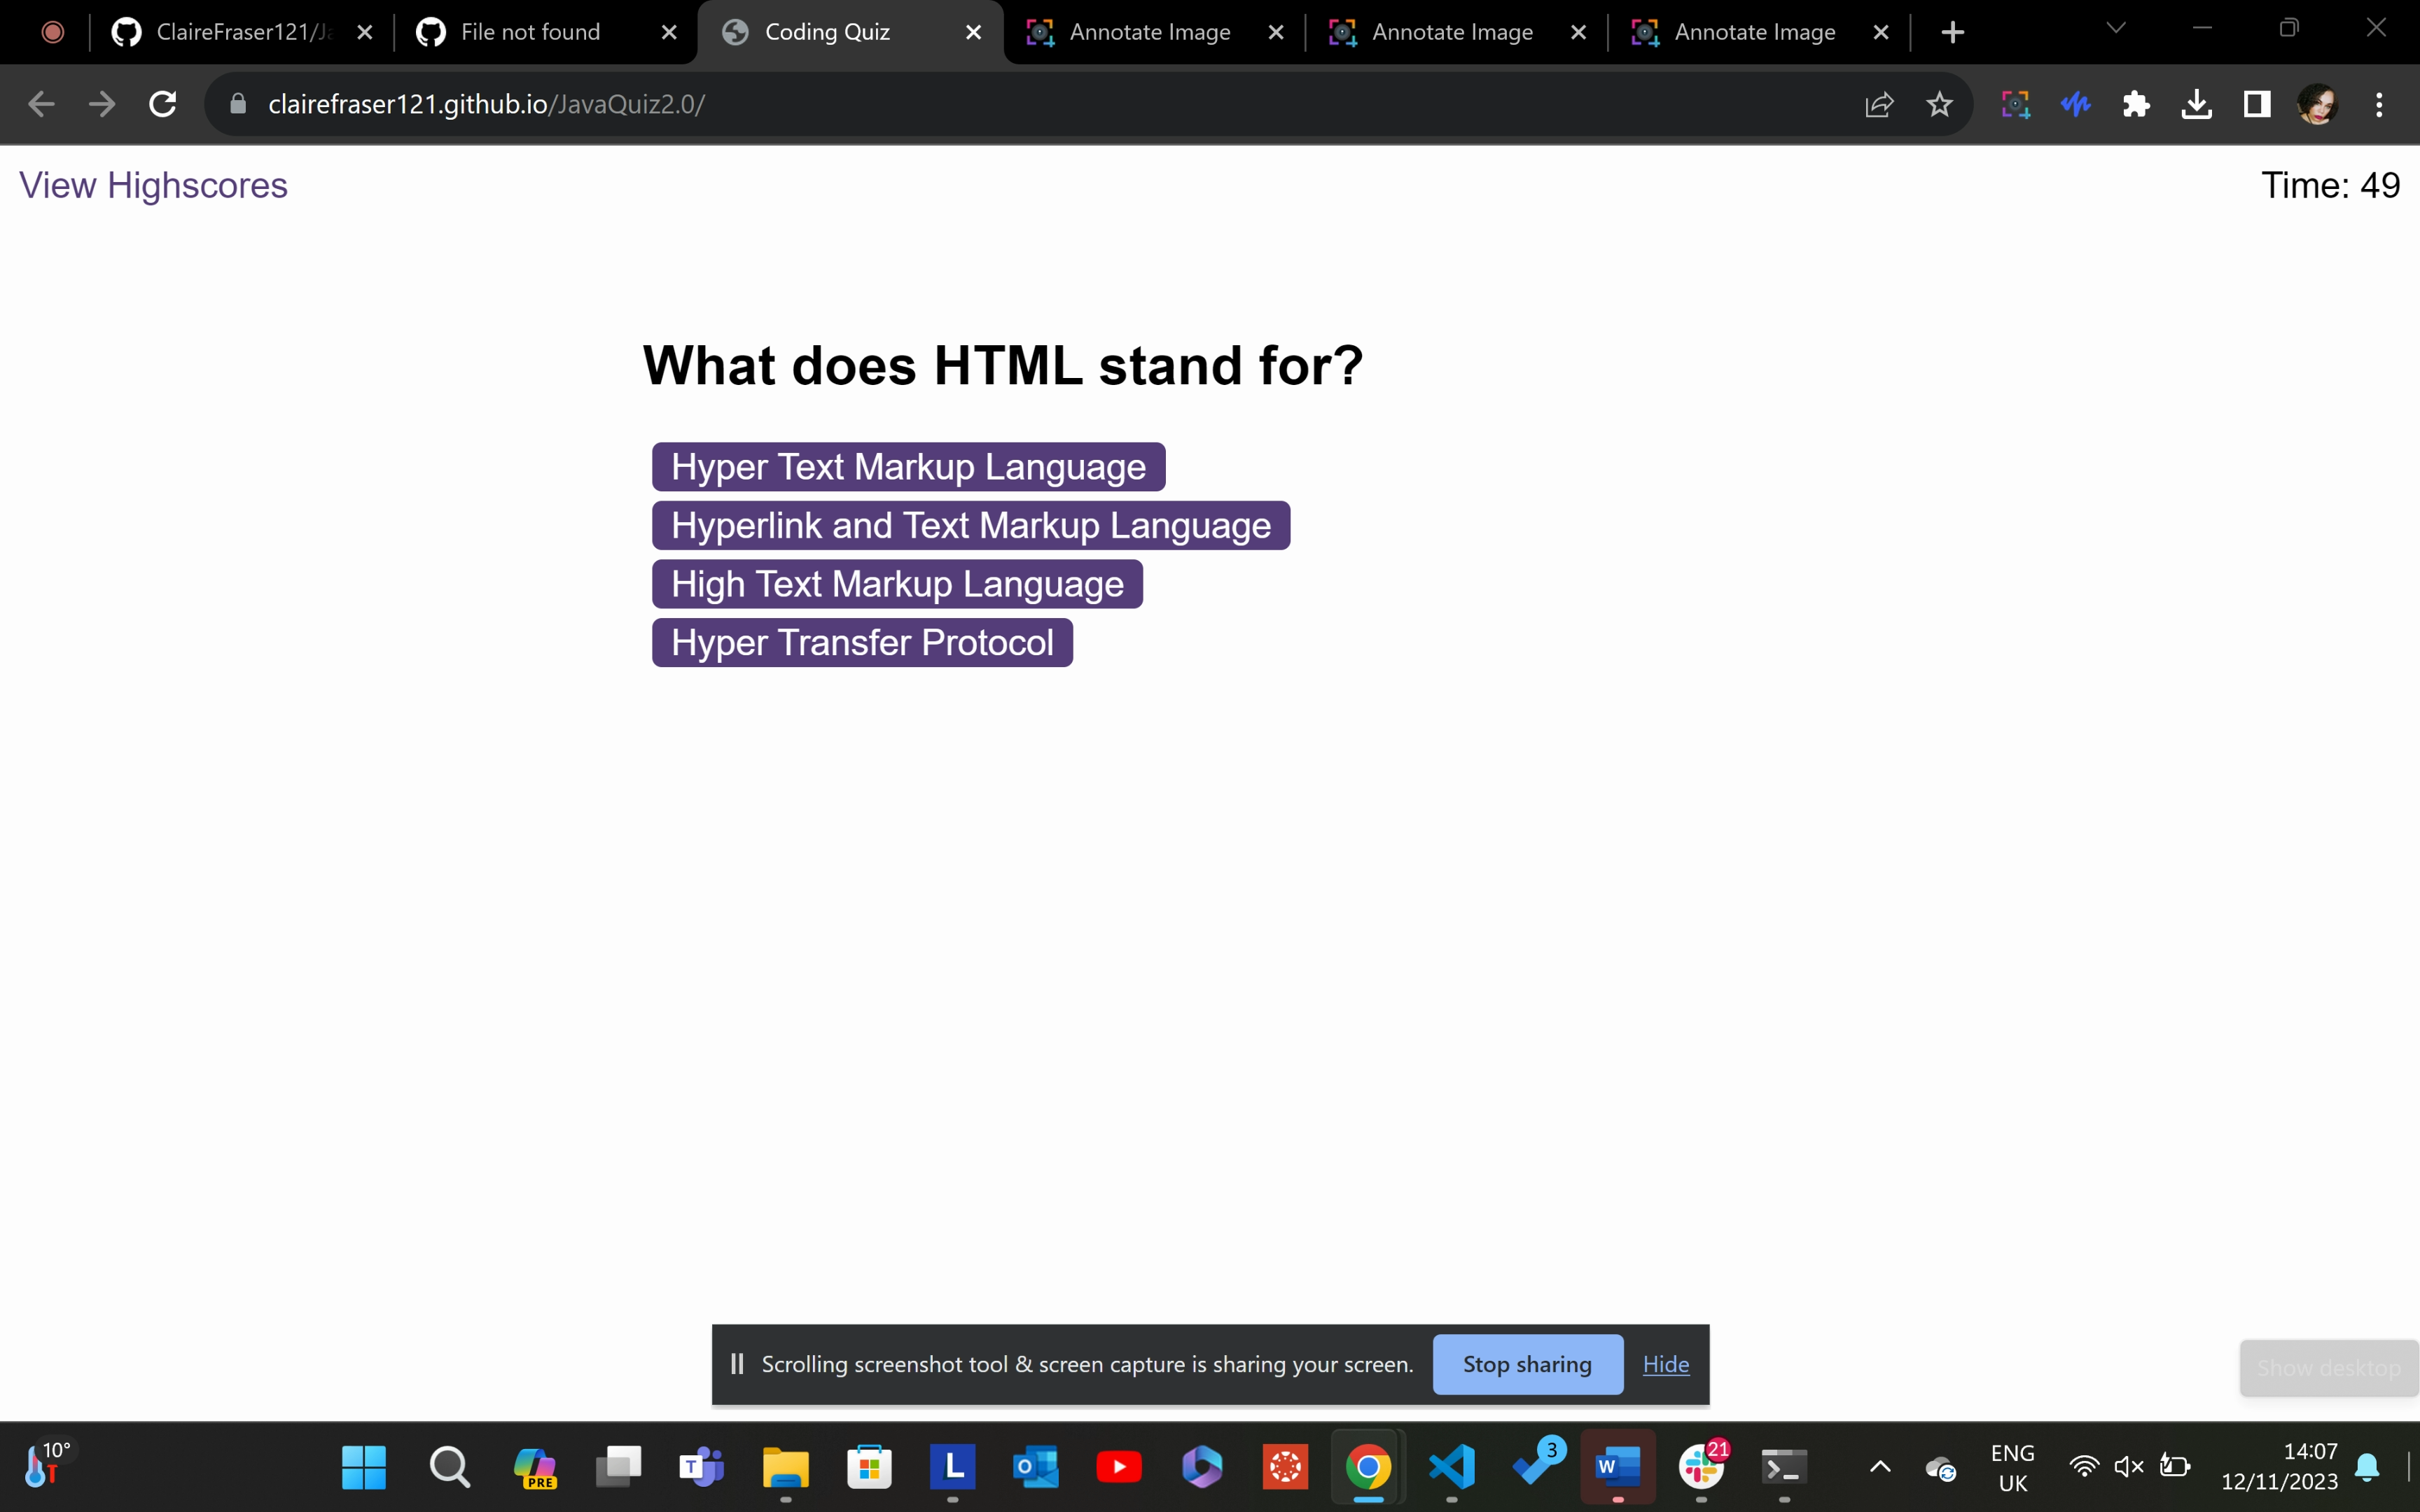 ClaireFraser121/Ja
File not found
Coding Quiz
Annotate Image
Annotate Image
Annotate Image
clairefraser121.github.io/JavaQuiz2.0/
View Highscores
Time: 49
What does HTML stand for?
Hyper Text Markup Language
Hyperlink and Text Markup Language
High Text Markup Language
Hyper Transfer Protocol
Scrolling screenshot tool & screen capture is sharing your screen.
Stop sharing
Hide
Show desktop
10°
PRE
T
L
O
3
W
21
ENG
UK
14:07
12/11/2023